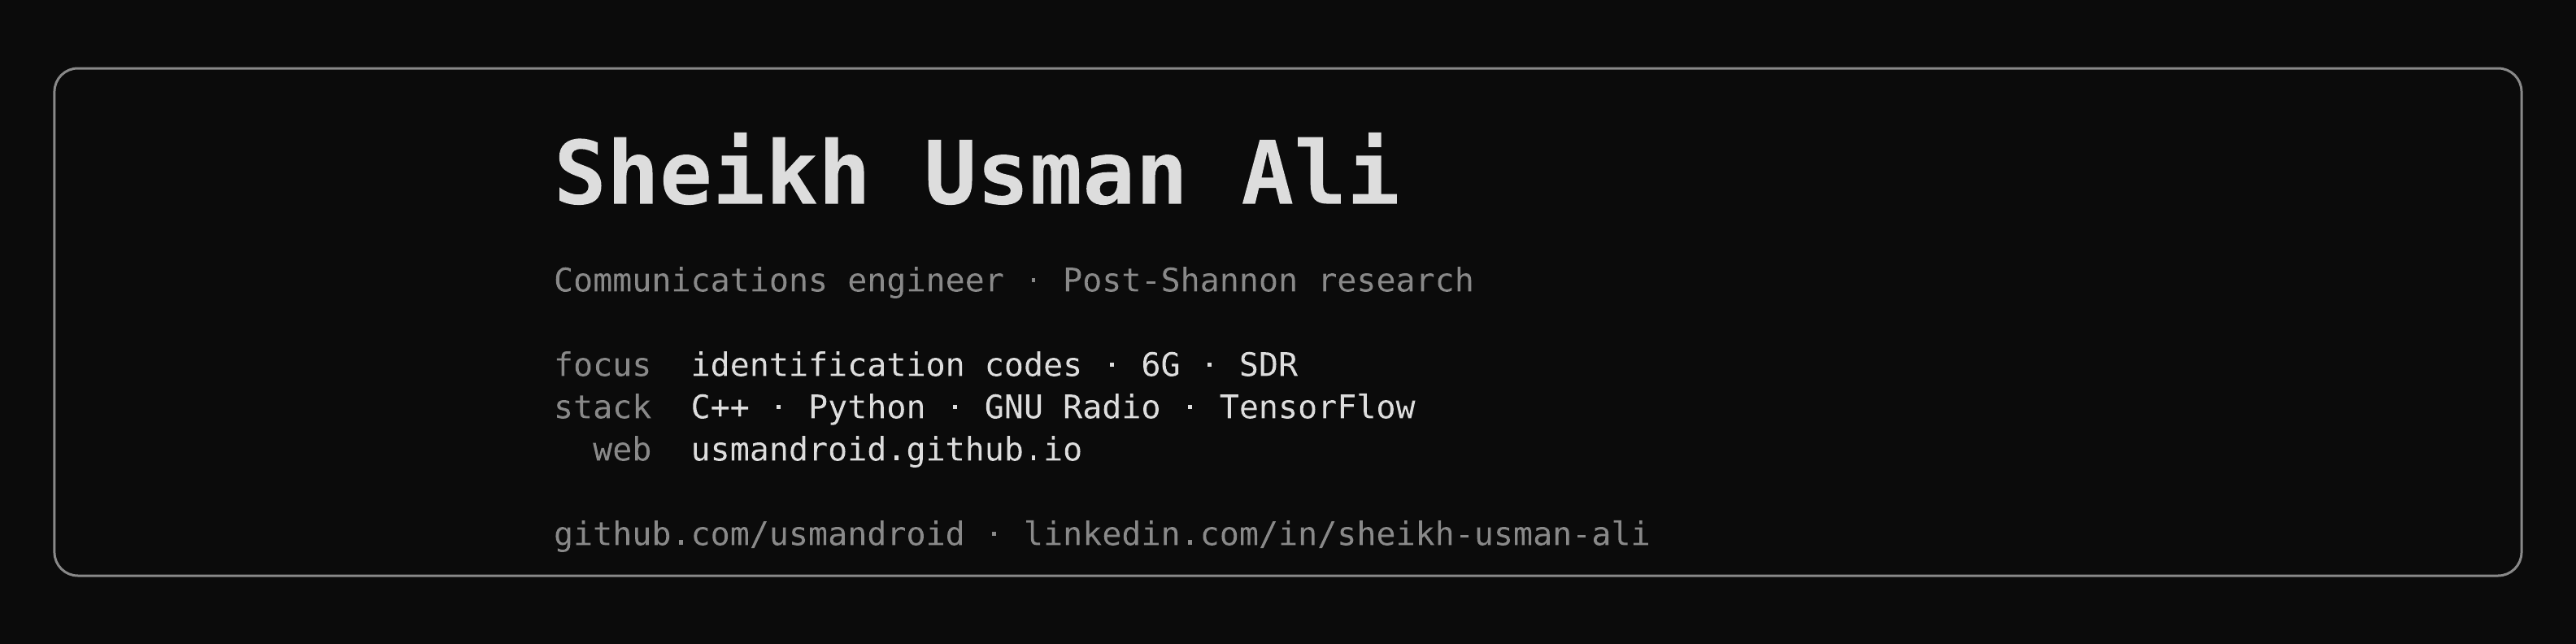 Sheikh Usman Ali
Communications engineer · Post-Shannon research
focus identification codes · 6G · SDR
stack C++ · Python · GNU Radio · TensorFlow
web usmandroid.github.io
github.com/usmandroid · linkedin.com/in/sheikh-usman-ali